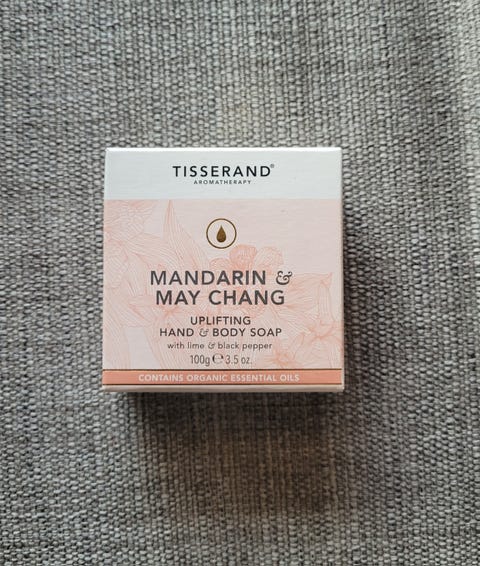 TISSERAND®
AROMATHERAPY
MANDARIN &
MAY CHANG
UPLIFTING
HAND & BODY SOAP
with lime & black pepper
100g ℮ 3.5 oz.
CONTAINS ORGANIC ESSENTIAL OILS